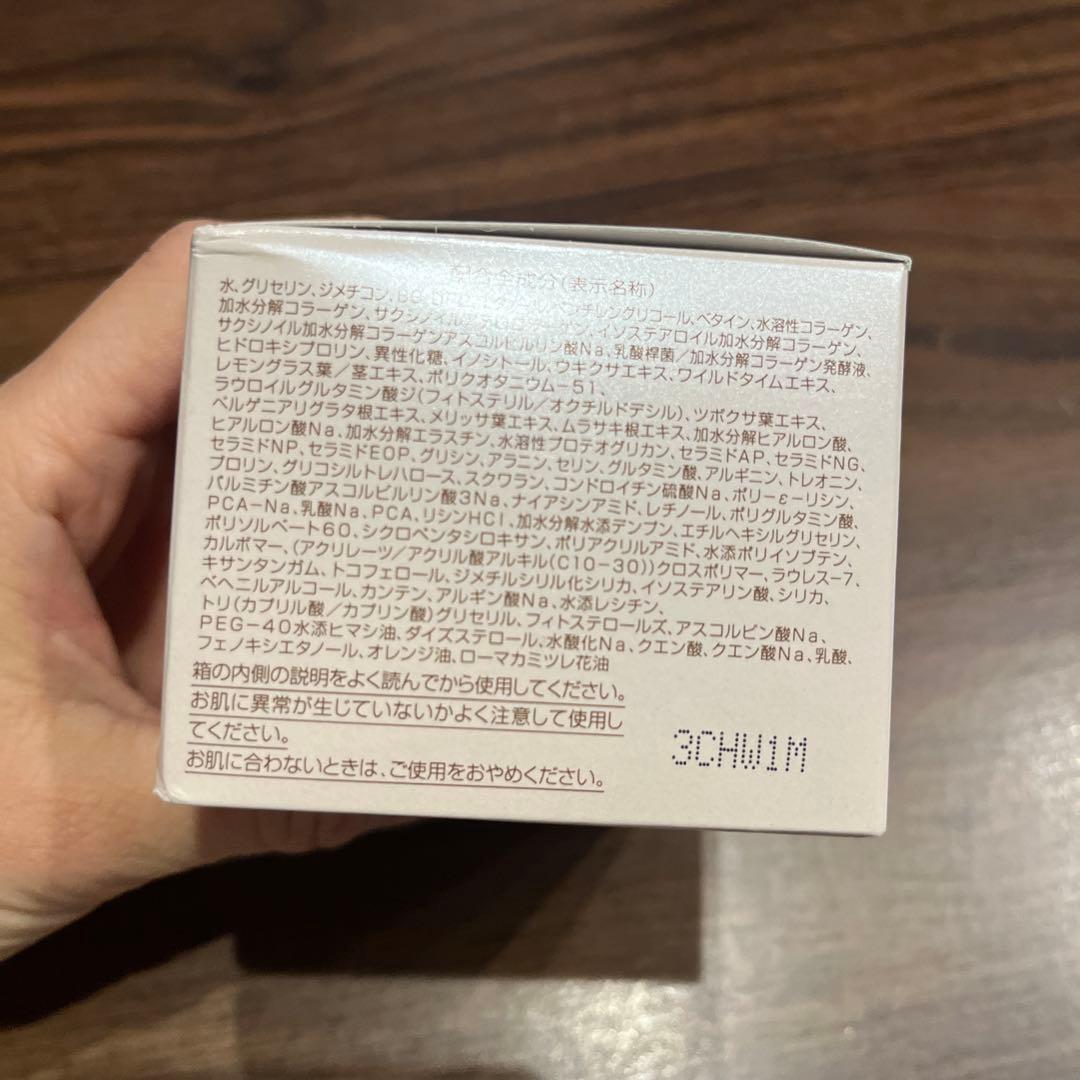 配合全成分(表示名称)
水、グリセリン、ジメチコン、BG、 ンチレングリコール、ベタイン、水溶性コラーゲン、
加水分解コラーゲン、サクシノイル コラーゲン、イソステアロイル加水分解コラーゲン、
サクシノイル加水分解コラーゲンアスコルビルリン酸Na、乳酸桿菌/加水分解コラーゲン発酵液、
ヒドロキシプロリン、異性化糖、イノシトール、ウキクサエキス、ワイルドタイムエキス、
レモングラス葉/茎エキス、ポリクオタニウム-51、
ラウロイルグルタミン酸ジ(フィトステリル/オクチルドデシル)、ツボクサ葉エキス、
ベルゲニアリグラタ根エキス、メリッサ葉エキス、ムラサキ根エキス、加水分解ヒアルロン酸、
ヒアルロン酸Na、加水分解エラスチン、水溶性プロテオグリカン、セラミドAP、セラミドNG、
セラミドNP、セラミドEOP、グリシン、アラニン、セリン、グルタミン酸、アルギニン、トレオニン、
プロリン、グリコシルトレハロース、スクワラン、コンドロイチン硫酸Na、ポリ-ε-リシン、
パルミチン酸アスコルビルリン酸3Na、ナイアシンアミド、レチノール、ポリグルタミン酸、
PCA-Na、乳酸Na、PCA、リシンHCl、加水分解水添デンプン、エチルヘキシルグリセリン、
ポリソルベート60、シクロペンタシロキサン、ポリアクリルアミド、水添ポリイソブテン、
カルボマー、(アクリレーツ/アクリル酸アルキル(C10-30))クロスポリマー、ラウレス-7、
キサンタンガム、トコフェロール、ジメチルシリル化シリカ、イソステアリン酸、シリカ、
ベヘニルアルコール、カンテン、アルギン酸Na、水添レシチン、
トリ(カプリル酸/カプリン酸)グリセリル、フィトステロールズ、アスコルビン酸Na、
PEG-40水添ヒマシ油、ダイズステロール、水酸化Na、クエン酸、クエン酸Na、乳酸、
フェノキシエタノール、オレンジ油、ローマカミツレ花油
箱の内側の説明をよく読んでから使用してください。
お肌に異常が生じていないかよく注意して使用し
てください。
お肌に合わないときは、ご使用をおやめください。
3CHW1M